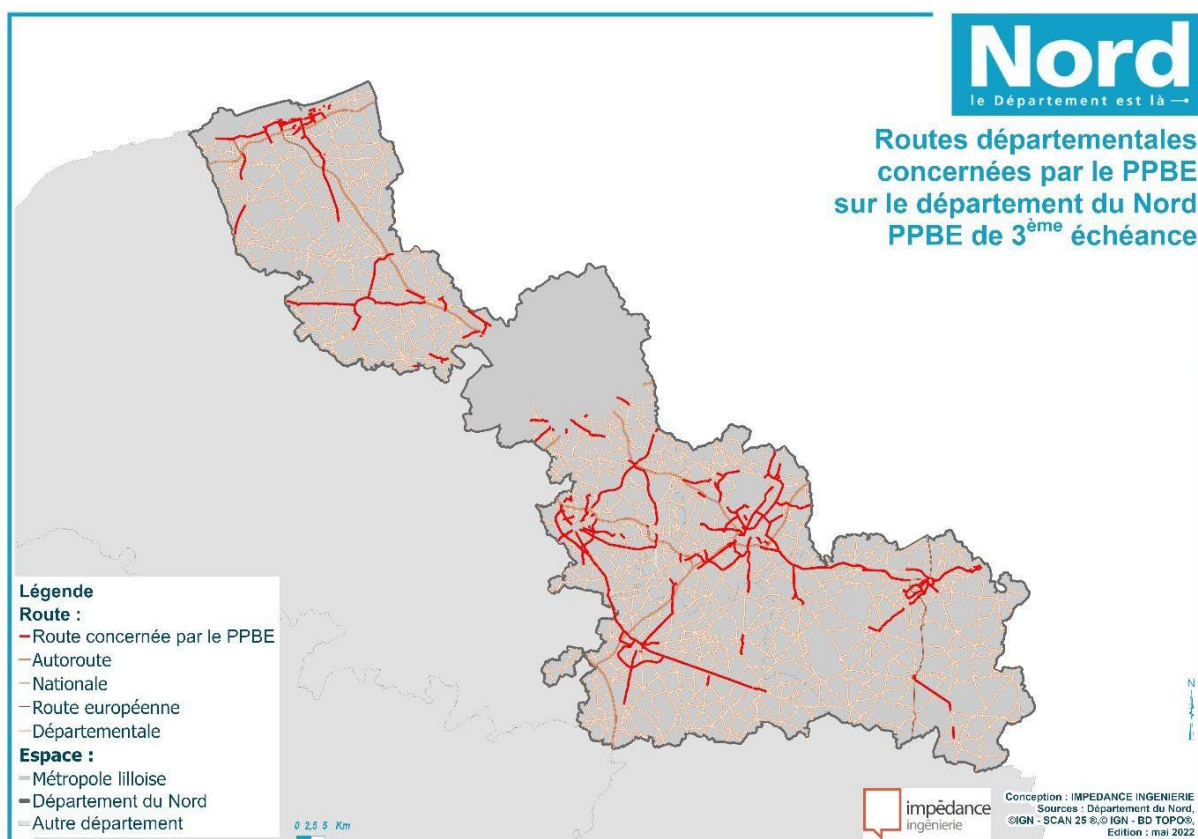 Nord
le Département est là
Routes départementales
concernées par le PPBE
sur le département du Nord
PPBE de 3ème échéance
Légende
Route :
Route concernée par le PPBE
Autoroute
Nationale
Route européenne
Départementale
Espace :
Métropole lilloise
Département du Nord
Autre département
0 2,5 5 Km
N
impédance
ingénierie
Conception : IMPEDANCE INGENIERIE
Sources : Département du Nord,
©IGN - SCAN 25 ®,© IGN - BD TOPO®,
Edition : mai 2022